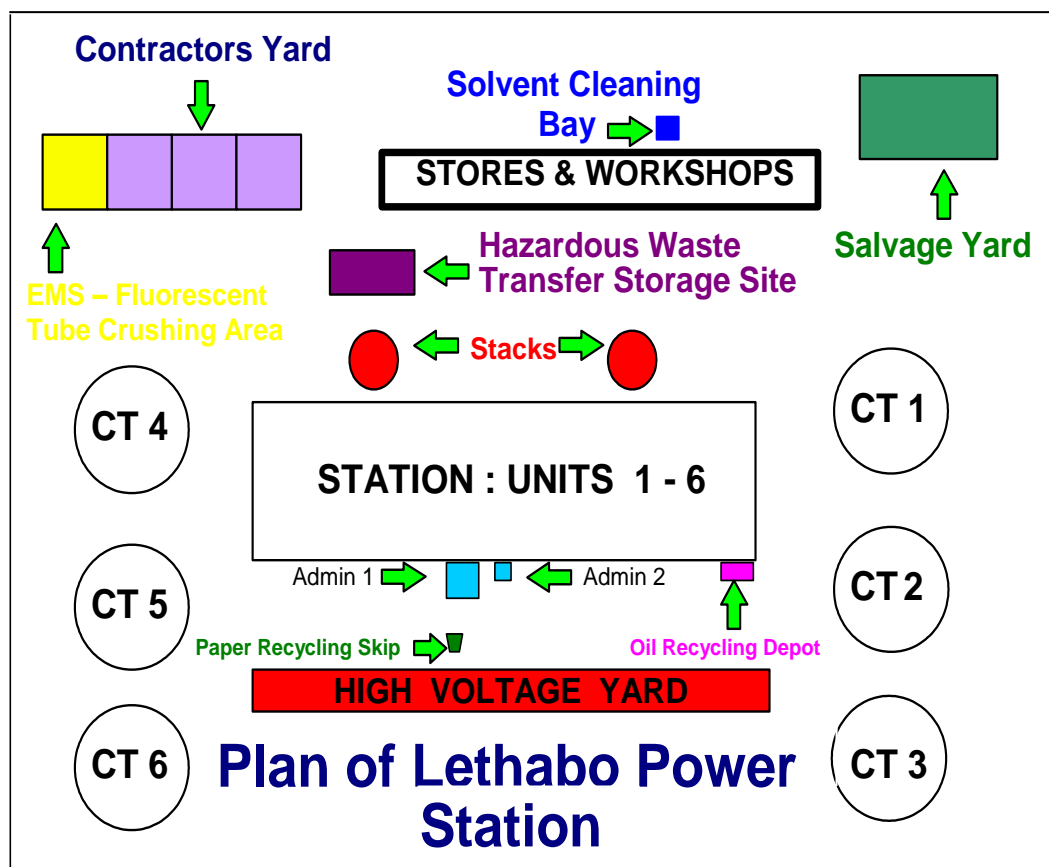 Contractors Yard
Solvent Cleaning
Bay
STORES & WORKSHOPS
Salvage Yard
Hazardous Waste
Transfer Storage Site
EMS – Fluorescent
Tube Crushing Area
Stacks
CT 4
CT 1
STATION : UNITS 1 - 6
Admin 1
Admin 2
CT 5
CT 2
Paper Recycling Skip
Oil Recycling Depot
HIGH VOLTAGE YARD
CT 6
CT 3
Plan of Lethabo Power
Station